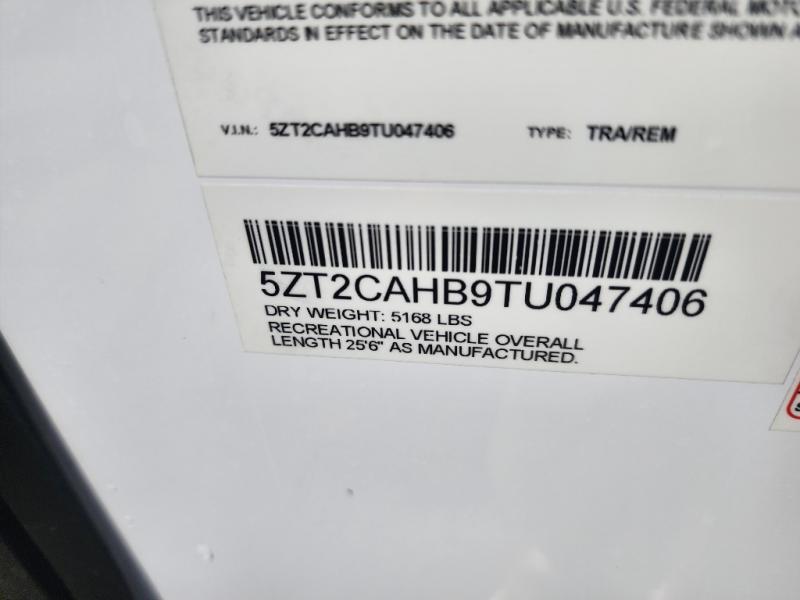 THIS VEHICLE CONFORMS TO ALL APPLICABLE U.S. FEDERAL
STANDARDS IN EFFECT ON THE DATE OF MANUFACTURE SHOWN
V.I.N.: 5ZT2CAHB9TU047406 TYPE: TRA/REM
5ZT2CAHB9TU047406
DRY WEIGHT: 5168 LBS
RECREATIONAL VEHICLE OVERALL
LENGTH 25'6" AS MANUFACTURED.